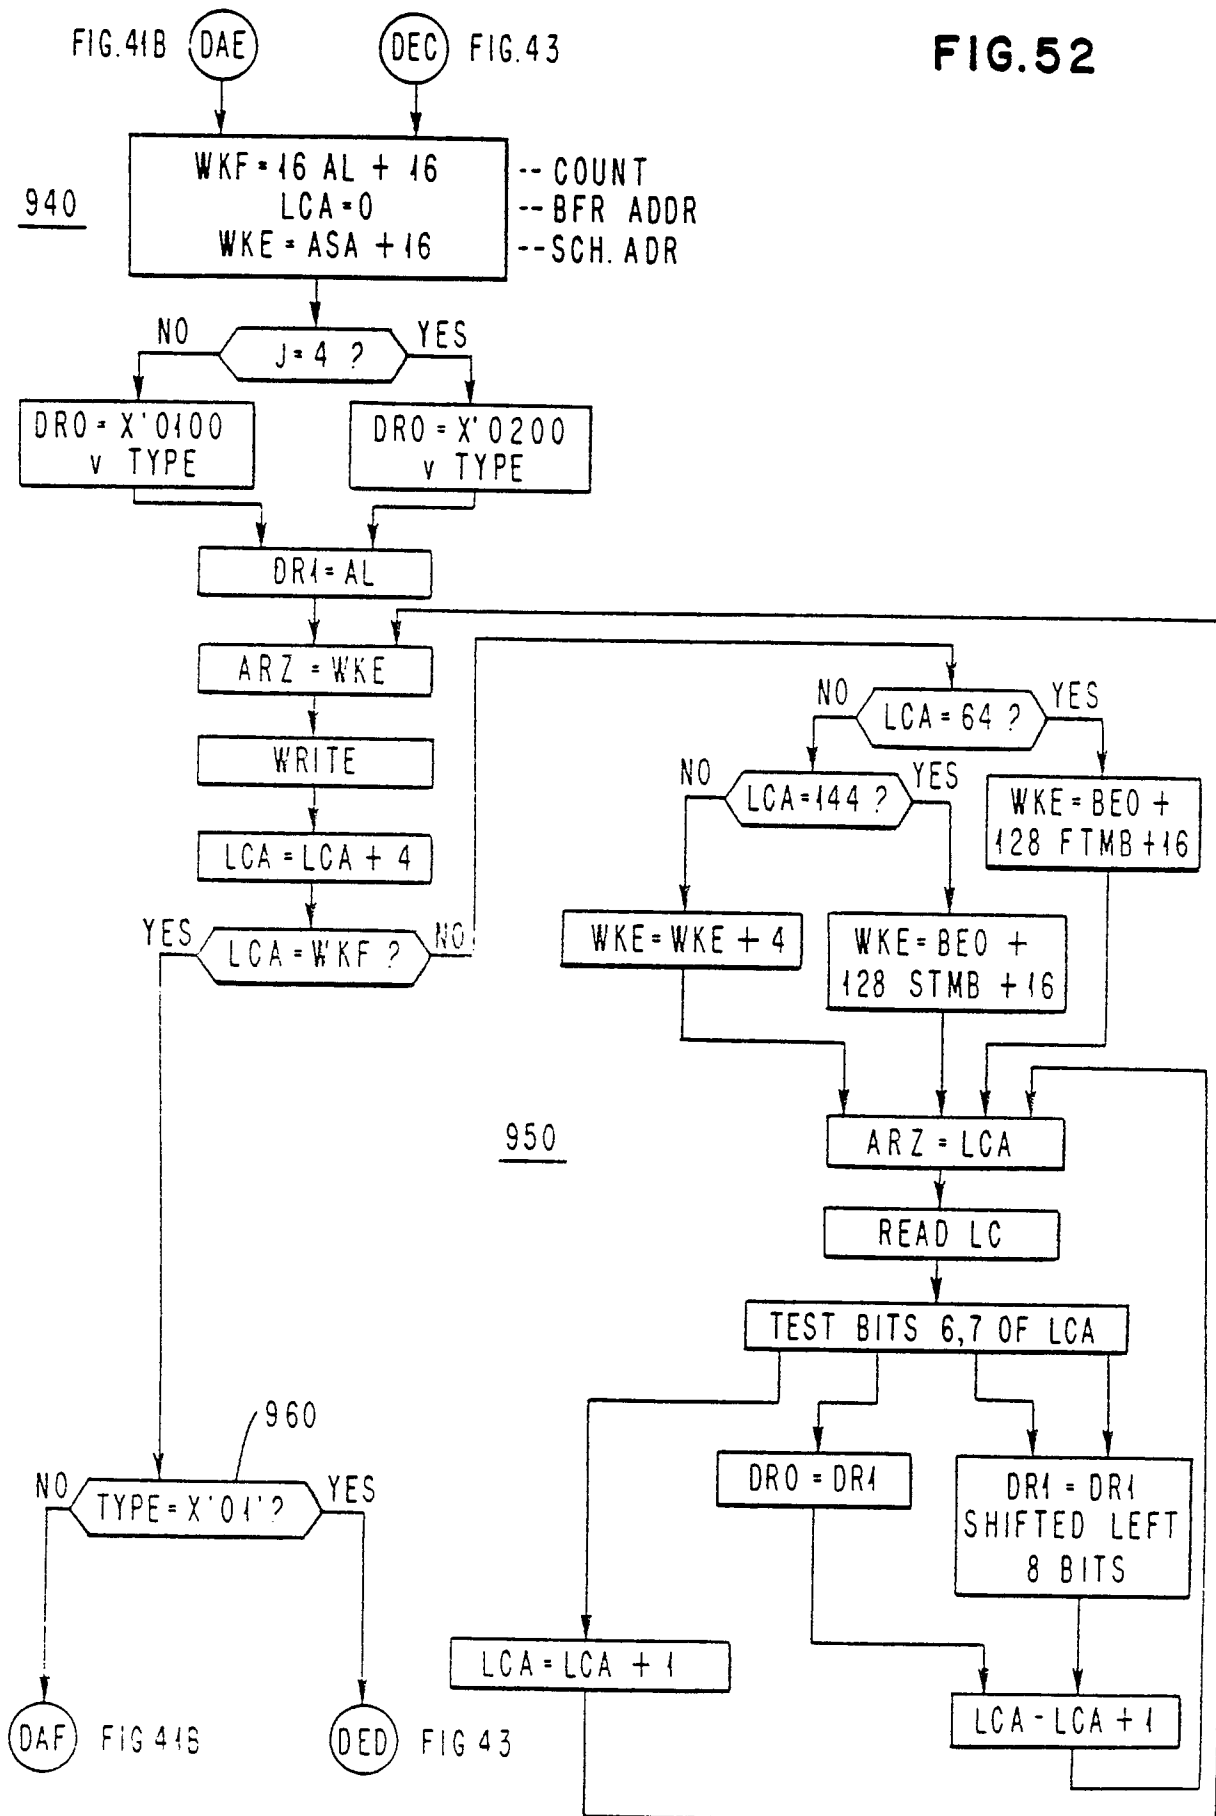 FIG.41B DAE DEC FIG.43
FIG.52
940
WKF=16 AL + 16 --COUNT
LCA=0 --BFR ADDR
WKE=ASA + 16 --SCH.ADR
NO J=4 ? YES
DR0=X'0100
v TYPE
DR0=X'0200
v TYPE
DR1=AL
ARZ=WKE
WRITE
LCA=LCA + 4
YES LCA=WKF ? NO
NO LCA=64 ? YES
NO LCA=144 ? YES
WKE=BE0 +
128 FTMB+16
WKE=WKE + 4
WKE=BE0 +
128 STMB +16
950
ARZ=LCA
READ LC
TEST BITS 6,7 OF LCA
960
NO TYPE=X'01'? YES
DR0=DR1
DR1=DR1
SHIFTED LEFT
8 BITS
LCA=LCA + 1
LCA-LCA + 1
DAF FIG 41B
DED FIG 43